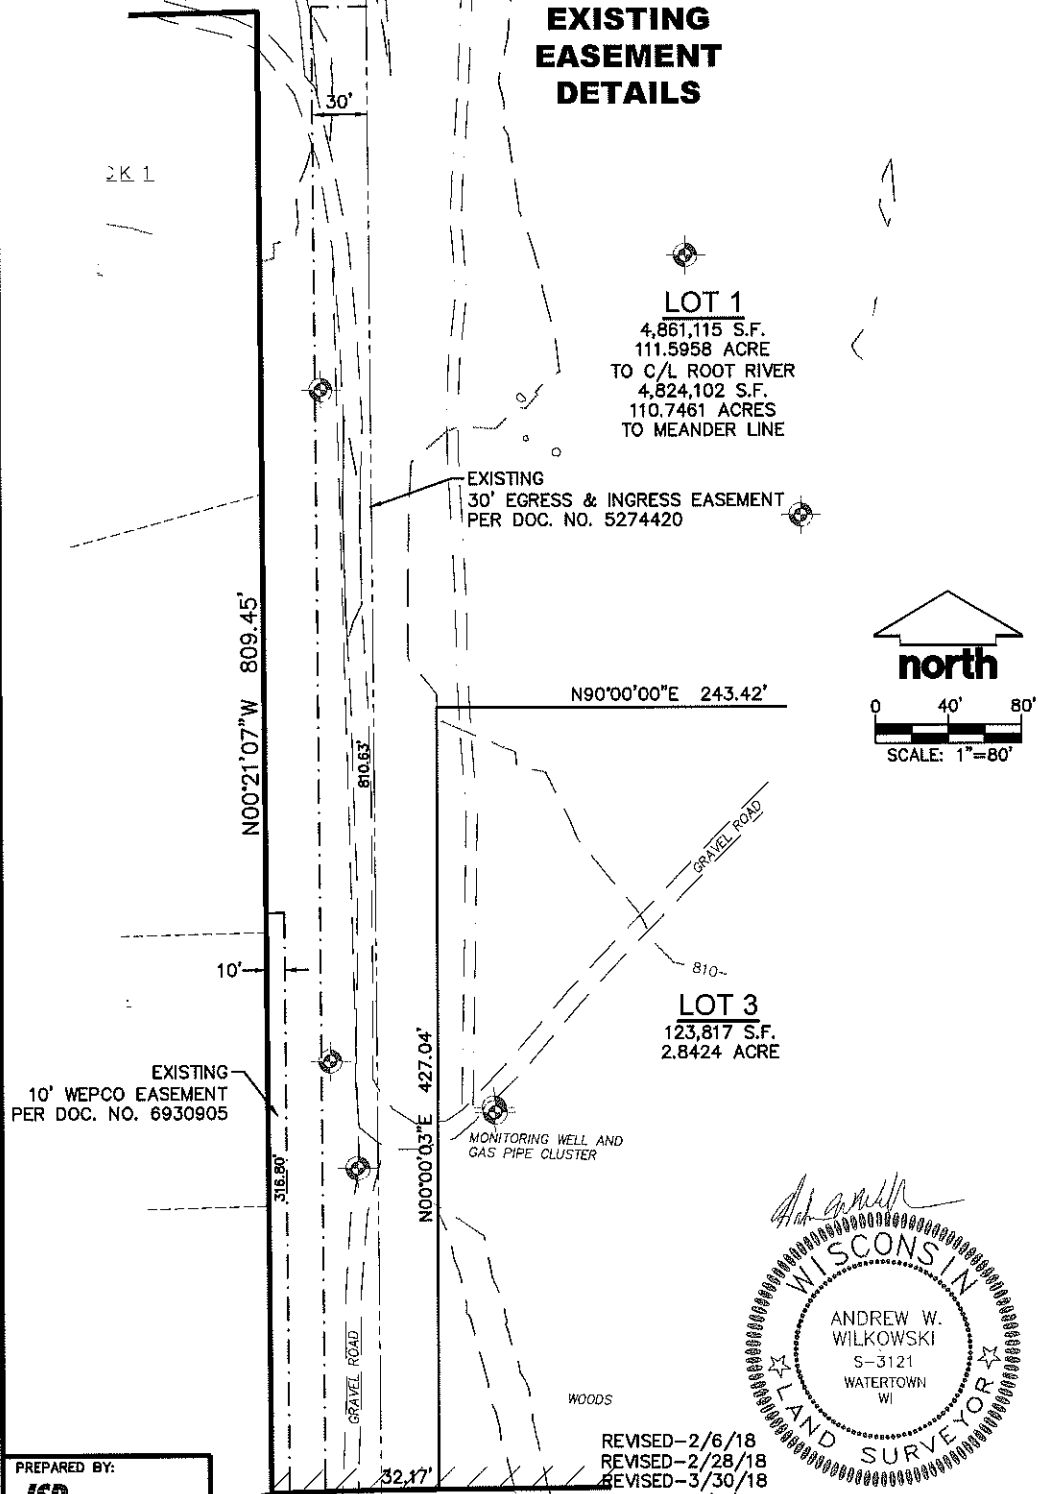 EXISTING
EASEMENT
DETAILS
30'
CK 1
LOT 1
4,861,115 S.F.
111.5958 ACRE
TO C/L ROOT RIVER
4,824,102 S.F.
110.7461 ACRES
TO MEANDER LINE
EXISTING
30' EGRESS & INGRESS EASEMENT
PER DOC. NO. 5274420
N00°21'07"W 809.45'
810.63'
north
0 40' 80'
SCALE: 1"=80'
N90°00'00"E 243.42'
GRAVEL ROAD
810
10'
LOT 3
123,817 S.F.
2.8424 ACRE
EXISTING
10' WEPCO EASEMENT
PER DOC. NO. 6930905
N00°00'03"E 427.04'
MONITORING WELL AND
GAS PIPE CLUSTER
316.80'
GRAVEL ROAD
WISCONSIN
ANDREW W.
WILKOWSKI
S-3121
WATERTOWN
WI
LAND SURVEYOR
WOODS
REVISED-2/6/18
REVISED-2/28/18
REVISED-3/30/18
32.17'
PREPARED BY: